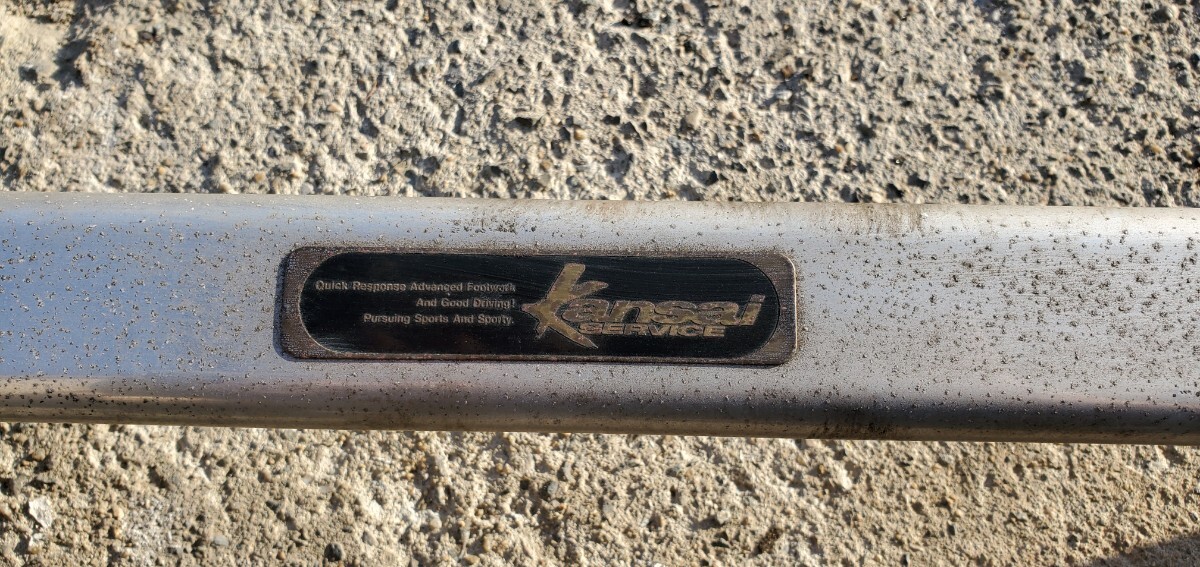 Quick Response Advanced Footwork
And Good Driving!
Pursuing Sports And Sporty.
Kansai
SERVICE